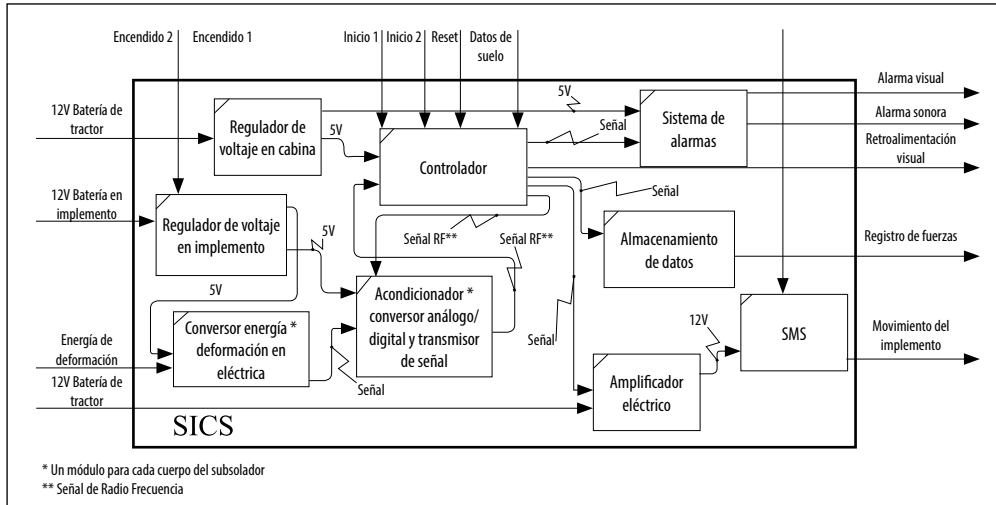 Encendido 2
Encendido 1
Inicio 1
Inicio 2
Reset
Datos de
suelo
12V Batería de
tractor
Regulador de
voltaje en cabina
5V
5V
Señal
Sistema de
alarmas
Alarma visual
Alarma sonora
Retroalimentación
visual
Controlador
Señal
12V Batería en
implemento
Regulador de voltaje
en implemento
5V
Señal RF**
Señal RF**
Almacenamiento
de datos
Registro de fuerzas
5V
Acondicionador *
conversor análogo/
digital y transmisor
de señal
Conversor energía *
deformación en
eléctrica
Energía de
deformación
Señal
Señal
12V
SMS
Movimiento del
implemento
12V Batería de
tractor
Amplificador
eléctrico
SICS
* Un módulo para cada cuerpo del subsolador
** Señal de Radio Frecuencia